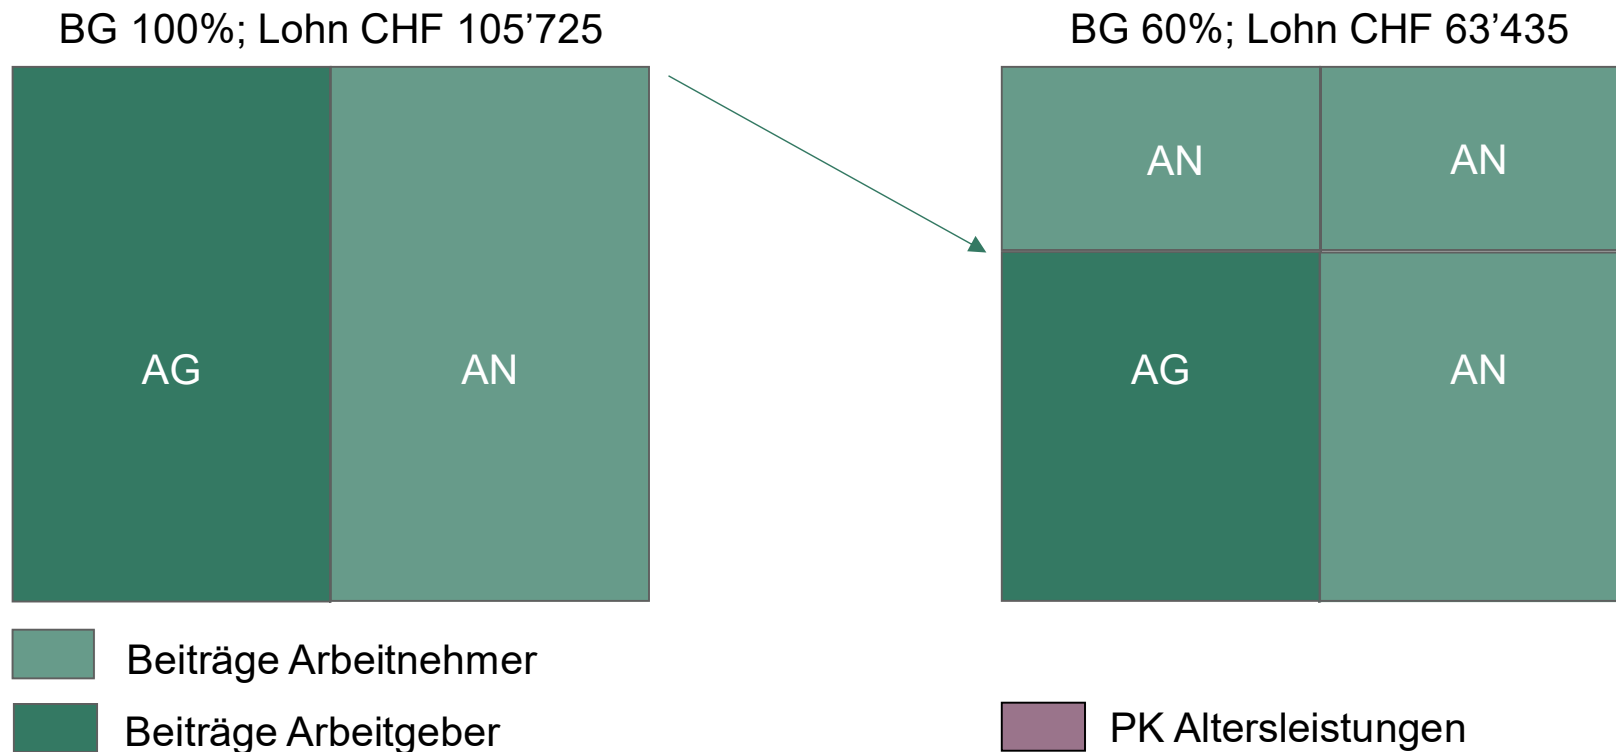 BG 100%; Lohn CHF 105’725
BG 60%; Lohn CHF 63’435
AG
AN
AN
AN
AG
AN
Beiträge Arbeitnehmer
Beiträge Arbeitgeber
PK Altersleistungen